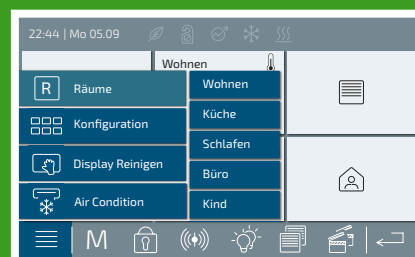 22:44 | Mo 05.09
Wohnen
R Räume
Konfiguration
Display Reinigen
Air Condition
Wohnen
Küche
Schlafen
Büro
Kind
M